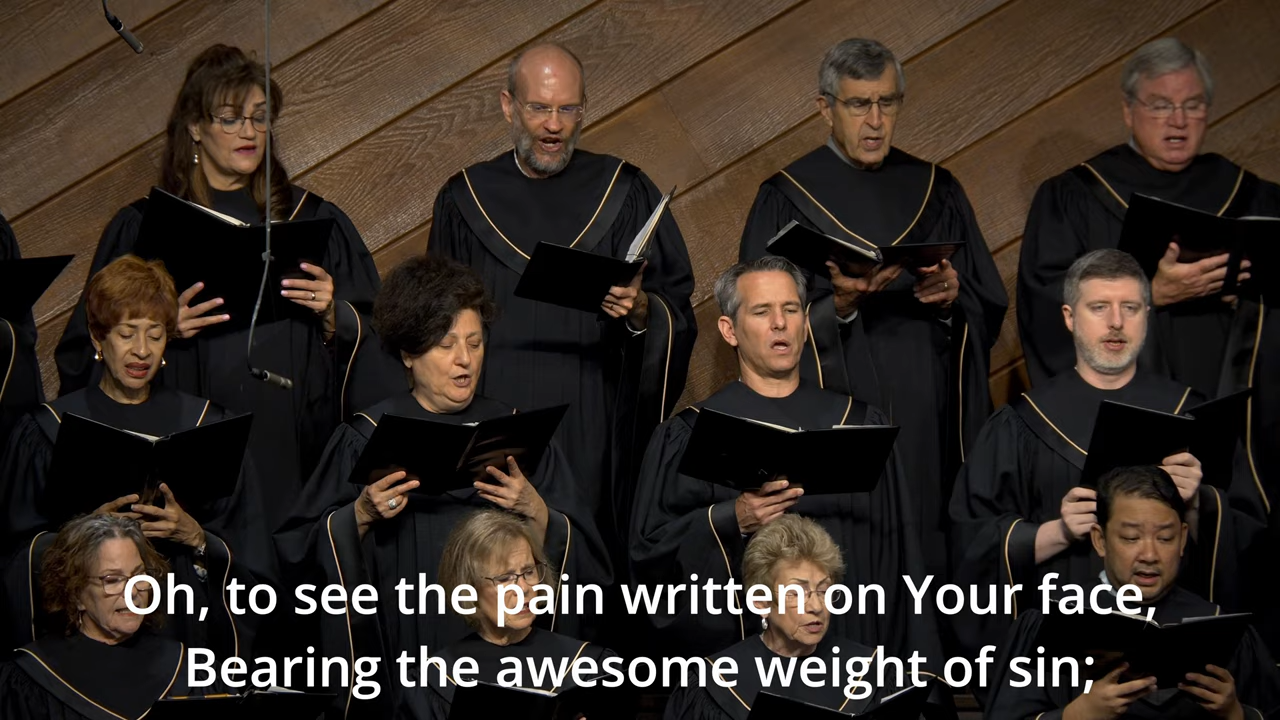 Oh, to see the pain written on Your face,
Bearing the awesome weight of sin;